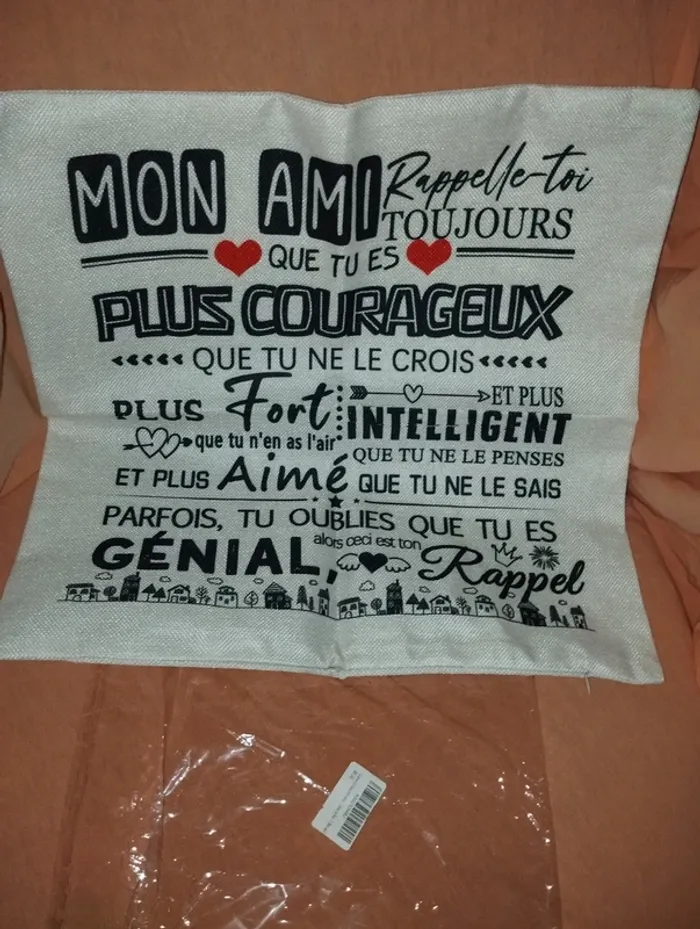 MON AMI Rappelle-toi
TOUJOURS
QUE TU ES
PLUS COURAGEUX
QUE TU NE LE CROIS
PLUS Fort
que tu n'en as l'air
ET PLUS
INTELLIGENT
QUE TU NE LE PENSES
ET PLUS Aimé QUE TU NE LE SAIS
PARFOIS, TU OUBLIES QUE TU ES
GÉNIAL,
alors ceci est ton
Rappel